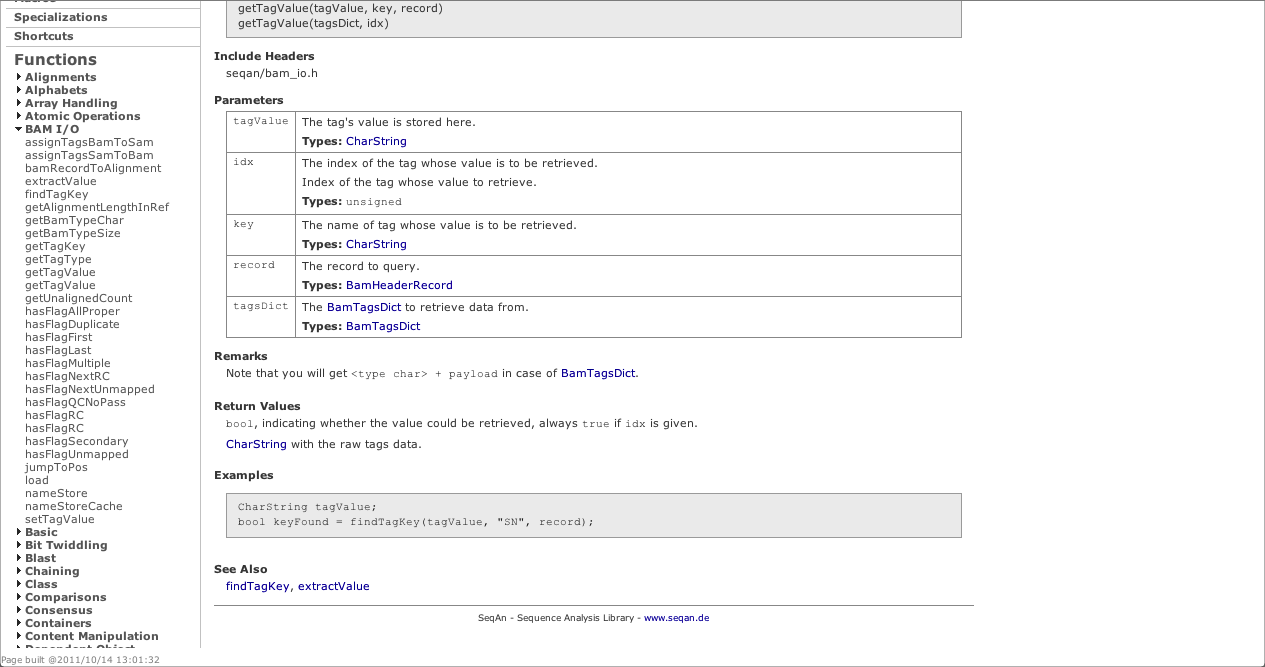 Macros
Specializations
Shortcuts
Functions
Alignments
Alphabets
Array Handling
Atomic Operations
BAM I/O
assignTagsBamToSam
assignTagsSamToBam
bamRecordToAlignment
extractValue
findTagKey
getAlignmentLengthInRef
getBamTypeChar
getBamTypeSize
getTagKey
getTagType
getTagValue
getTagValue
getUnalignedCount
hasFlagAllProper
hasFlagDuplicate
hasFlagFirst
hasFlagLast
hasFlagMultiple
hasFlagNextRC
hasFlagNextUnmapped
hasFlagQCNoPass
hasFlagRC
hasFlagRC
hasFlagSecondary
hasFlagUnmapped
jumpToPos
load
nameStore
nameStoreCache
setTagValue
Basic
Bit Twiddling
Blast
Chaining
Class
Comparisons
Consensus
Containers
Content Manipulation
Dependent Object
Page built @2011/10/14 13:01:32
getTagValue(tagValue, key, record)
getTagValue(tagsDict, idx)
Include Headers
seqan/bam_io.h
Parameters
tagValue The tag's value is stored here.
Types: CharString
idx The index of the tag whose value is to be retrieved.
Index of the tag whose value to retrieve.
Types: unsigned
key The name of tag whose value is to be retrieved.
Types: CharString
record The record to query.
Types: BamHeaderRecord
tagsDict The BamTagsDict to retrieve data from.
Types: BamTagsDict
Remarks
Note that you will get <type char> + payload in case of BamTagsDict.
Return Values
bool, indicating whether the value could be retrieved, always true if idx is given.
CharString with the raw tags data.
Examples
CharString tagValue;
bool keyFound = findTagKey(tagValue, "SN", record);
See Also
findTagKey, extractValue
SeqAn - Sequence Analysis Library - www.seqan.de